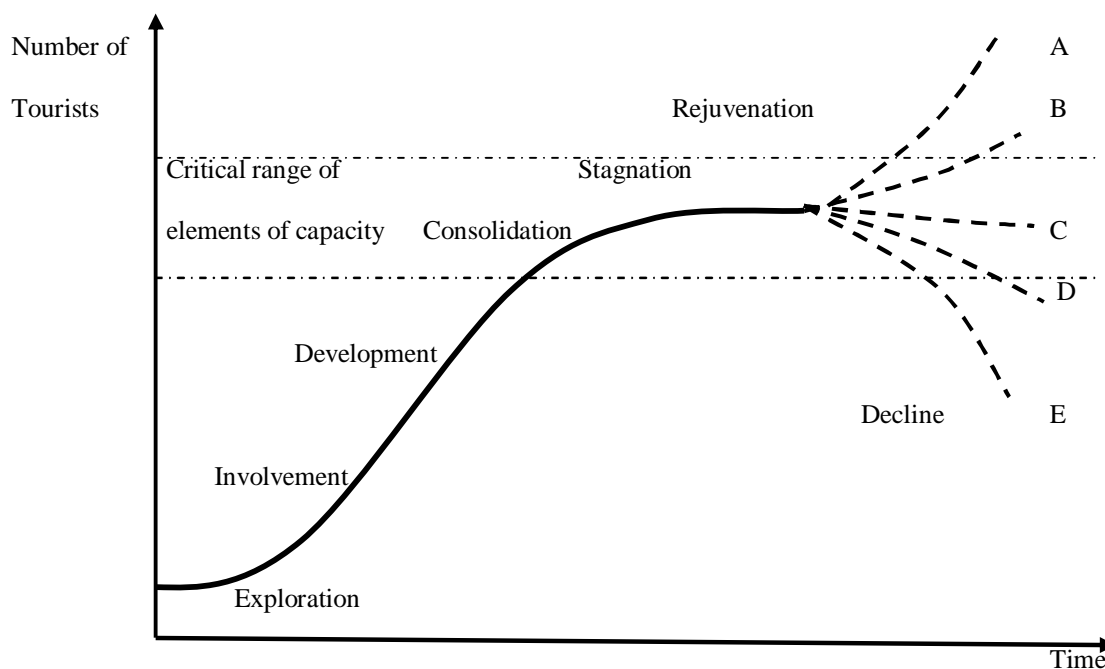 Number of
A
Tourists
Rejuvenation
B
Critical range of
Stagnation
elements of capacity
Consolidation
C
D
Development
Decline
E
Involvement
Exploration
Time